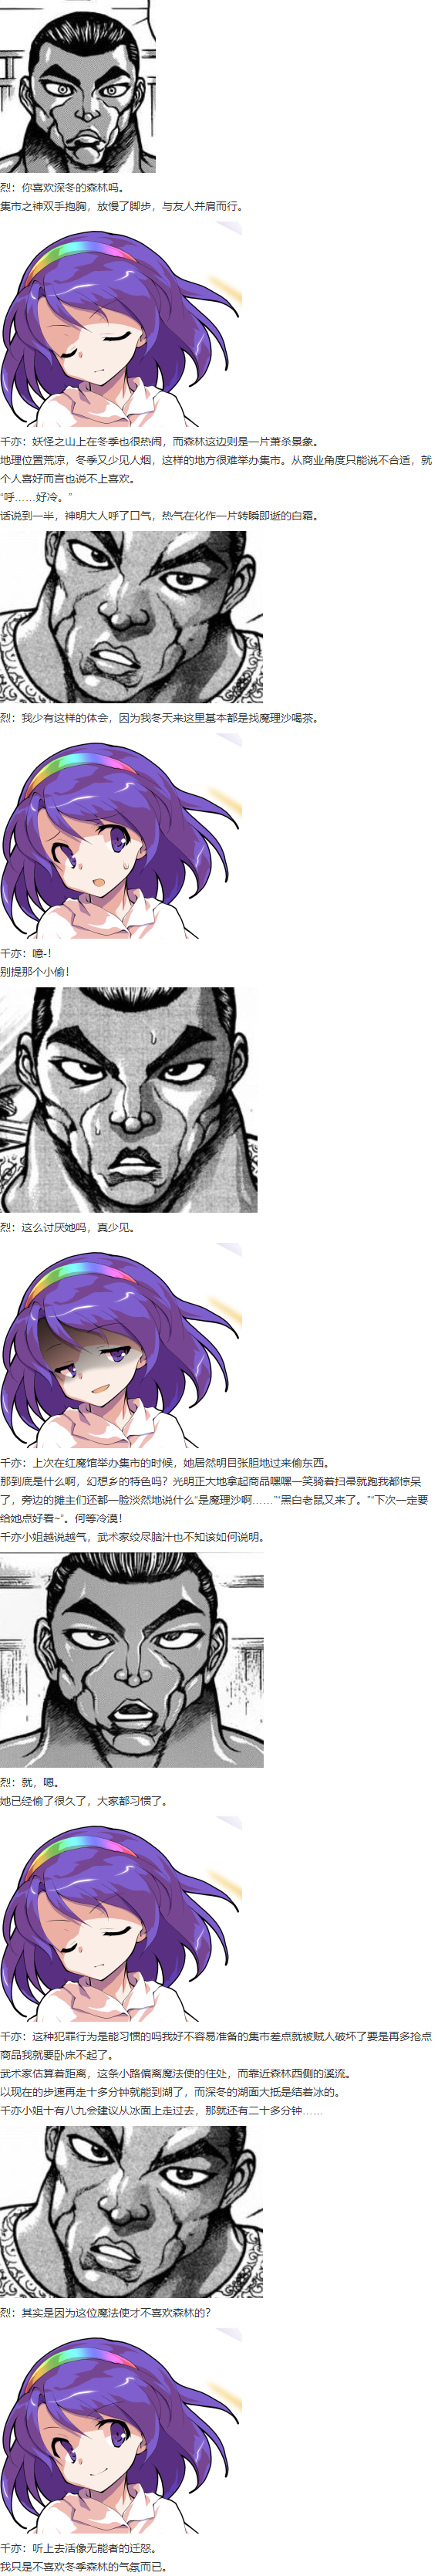 烈：你喜欢深冬的森林吗。
集市之神双手抱胸，放慢了脚步，与友人并肩而行。
千亦：妖怪之山上在冬季也很热闹，而森林这边则是一片萧杀景象。
地理位置荒凉，冬季又少见人烟，这样的地方很难举办集市。从商业角度只能说不合适，就
个人喜好而言也说不上喜欢。
“呼……好冷。”
话说到一半，神明大人呼了口气，热气在化作一片转瞬即逝的白霜。
烈：我少有这样的体会，因为我冬天来这里基本都是找魔理沙喝茶。
千亦：噫-！
别提那个小偷！
烈：这么讨厌她吗，真少见。
千亦：上次在红魔馆举办集市的时候，她居然明目张胆地过来偷东西。
那到底是什么啊，幻想乡的特色吗？光明正大地拿起商品嘿嘿一笑骑着扫帚就跑我都惊呆
了，旁边的摊主们还都一脸淡然地说什么“是魔理沙啊……”“黑白老鼠又来了。”“下次一定要
给她点好看~”。何等冷漠！
千亦小姐越说越气，武术家绞尽脑汁也不知该如何说明。
烈：就，嗯。
她已经偷了很久了，大家都习惯了。
千亦：这种犯罪行为是能习惯的吗我好不容易准备的集市差点就被贼人破坏了要是再多抢点
商品我就要卧床不起了。
武术家估算着距离，这条小路偏离魔法使的住处，而靠近森林西侧的溪流。
以现在的步速再走十多分钟就能到湖了，而深冬的湖面大抵是结着冰的。
千亦小姐十有八九会建议从冰面上走过去，那就还有二十多分钟……
烈：其实是因为这位魔法使才不喜欢森林的？
千亦：听上去活像无能者的迁怒。
我只是不喜欢冬季森林的气氛而已。